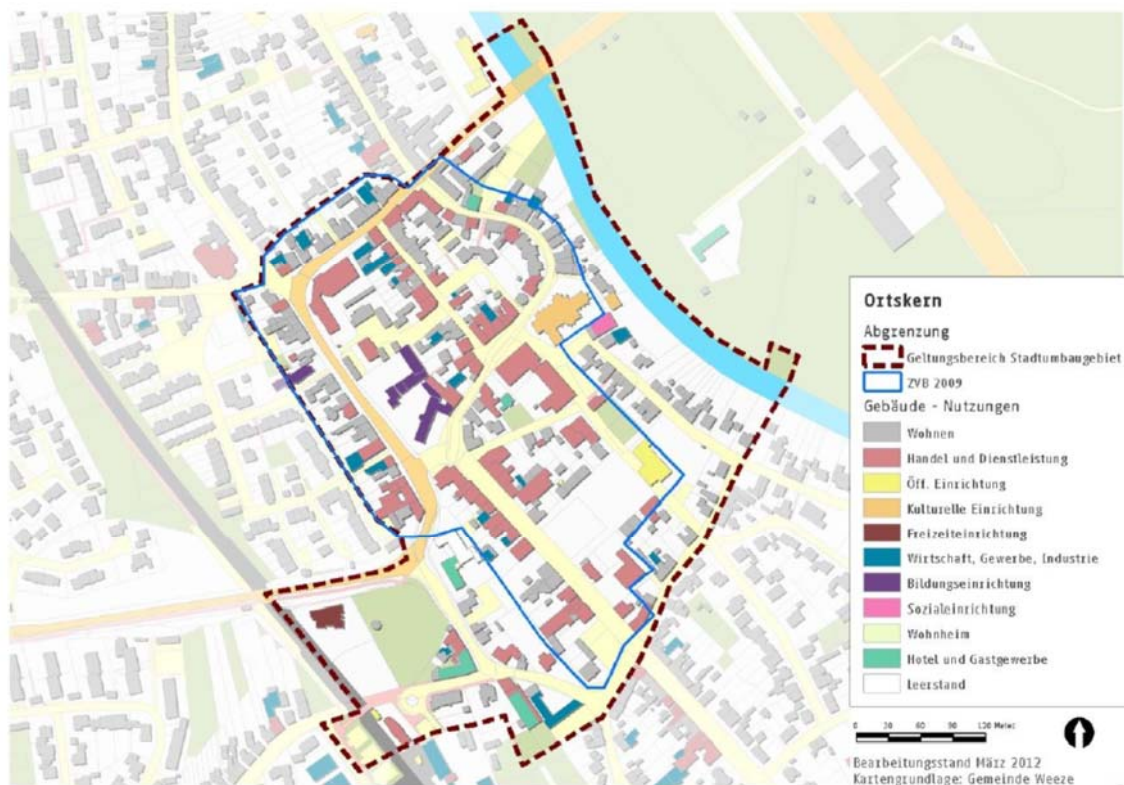 Ortskern
Abgrenzung
Geltungsbereich Stadtumbaugebiet
ZVB 2009
Gebäude - Nutzungen
Wohnen
Handel und Dienstleistung
Öff. Einrichtung
Kulturelle Einrichtung
Freizeiteinrichtung
Wirtschaft, Gewerbe, Industrie
Bildungseinrichtung
Sozialeinrichtung
Wohnheim
Hotel und Gastgewerbe
Leerstand
0 30 60 90 120 Meter
Bearbeitungsstand März 2012
Kartengrundlage: Gemeinde Weeze